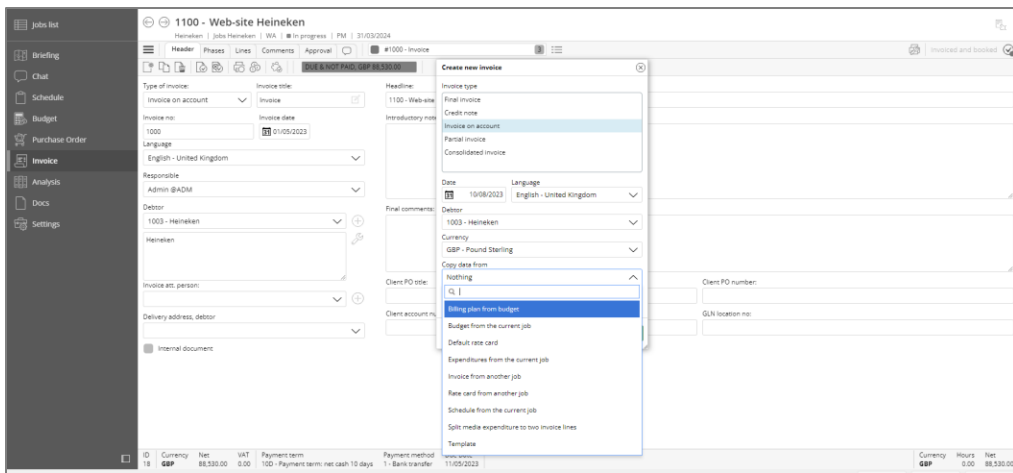 Jobs list
Briefing
Chat
Schedule
Budget
Purchase Order
Invoice
Analysis
Docs
Settings
1100 - Web-site Heineken
Heineken | Jobs Heineken | WA | In progress | PM | 31/03/2024
Header Phases Lines Comments Approval #1000 - Invoice 3 Invoiced and booked
DUE & NOT PAID, GBP 88,530.00
Type of invoice: Invoice title: Headline:
Invoice on account Invoice 1100 - Web-site
Invoice no: Invoice date Introductory note
1000 31 01/05/2023
Language
English - United Kingdom
Responsible
Admin @ADM
Debtor Final comments:
1003 - Heineken
Heineken
Invoice att. person: Client PO title: Client PO number:
Delivery address, debtor Client account nu GLN location no:
Internal document
Create new invoice
Invoice type
Final invoice
Credit note
Invoice on account
Partial invoice
Consolidated invoice
Date Language
31 10/08/2023 English - United Kingdom
Debtor
1003 - Heineken
Currency
GBP - Pound Sterling
Copy data from
Nothing
Billing plan from budget
Budget from the current job
Default rate card
Expenditures from the current job
Invoice from another job
Rate card from another job
Schedule from the current job
Split media expenditure to two invoice lines
Template
ID Currency Net VAT Payment term Payment method Due Date Currency Hours Net
18 GBP 88,530.00 0.00 10D - Payment term: net cash 10 days 1 - Bank transfer 11/05/2023 GBP 0.00 88,530.00